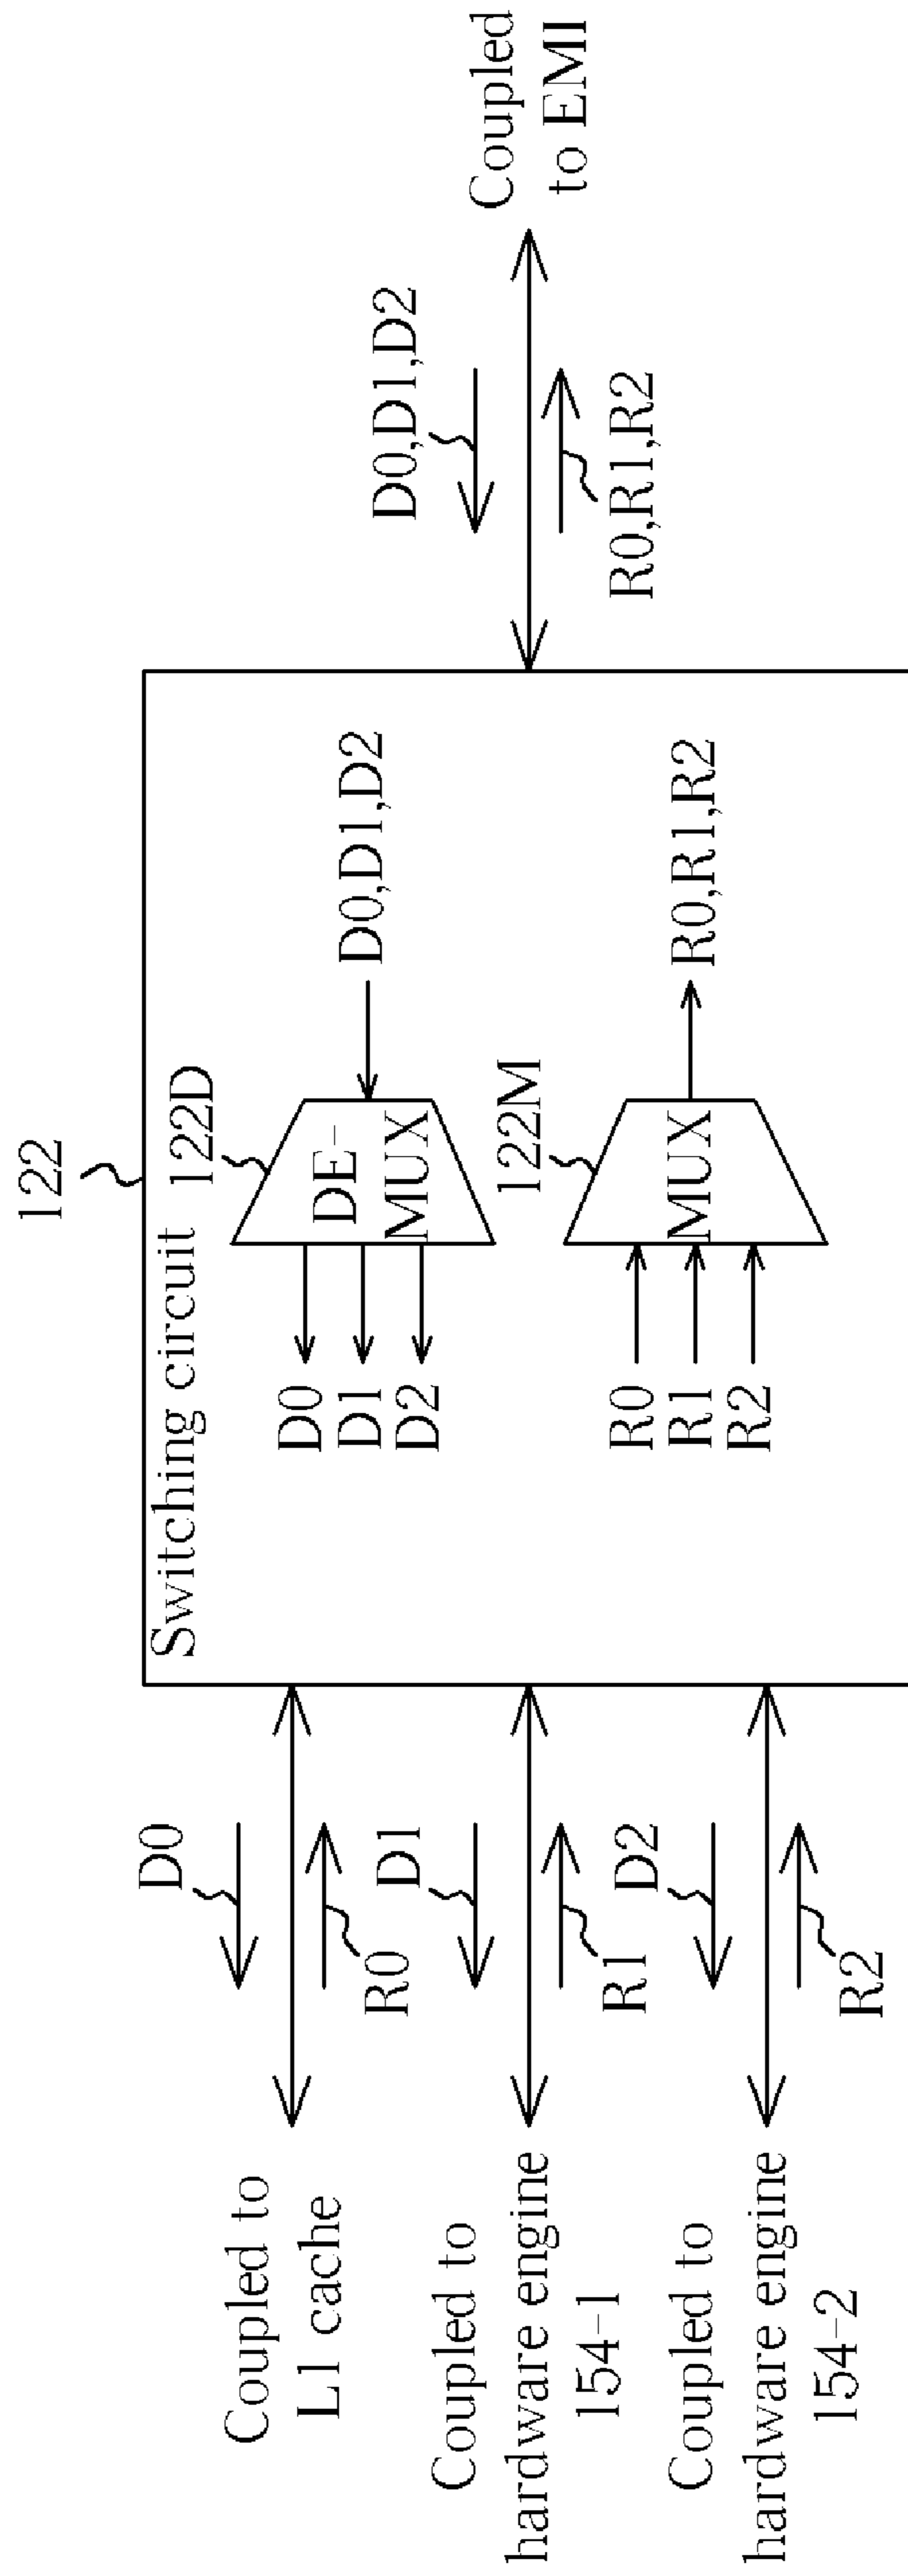 122
Switching circuit
122D
DE-
MUX
D0
D1
D2
D0,D1,D2
122M
MUX
R0
R1
R2
R0,R1,R2
Coupled to
L1 cache
D0
R0
Coupled to
hardware engine
154-1
D1
R1
Coupled to
hardware engine
154-2
D2
R2
D0,D1,D2
R0,R1,R2
Coupled
to EMI